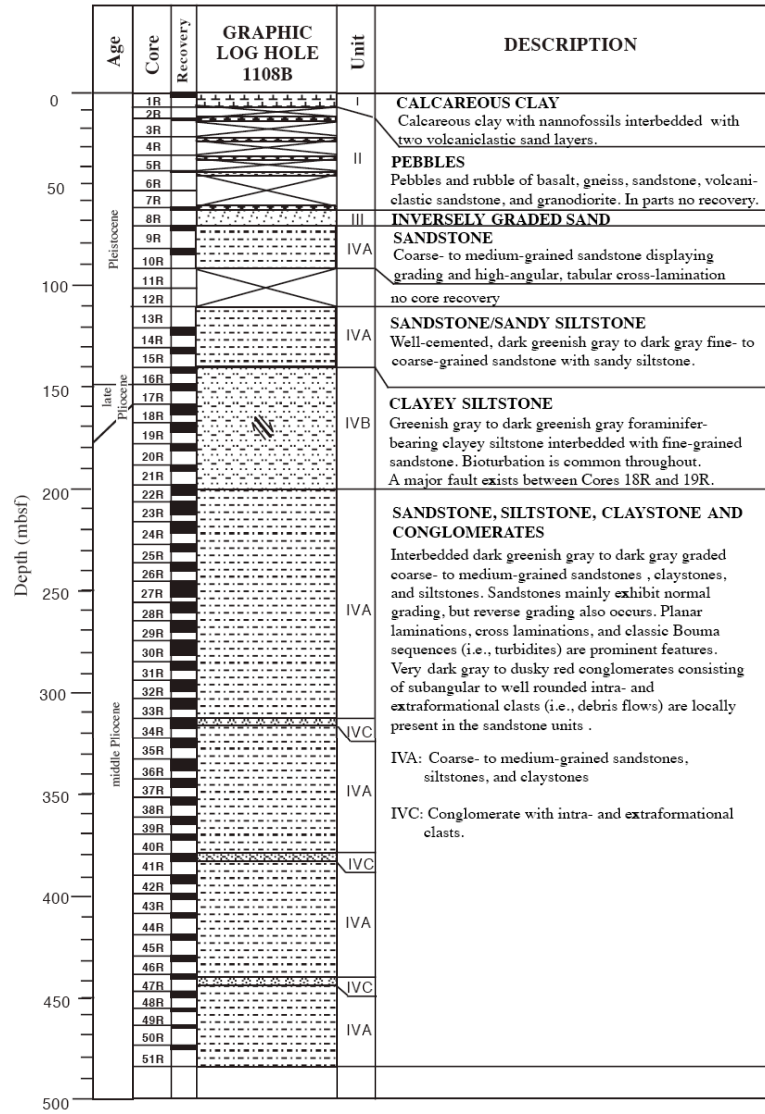 Age
Core
Recovery
GRAPHIC
LOG HOLE
1108B
Unit
DESCRIPTION
Depth (mbsf)
0
50
100
150
200
250
300
350
400
450
500
Pleistocene
late
Pliocene
middle Pliocene
1R
2R
3R
4R
5R
6R
7R
8R
9R
10R
11R
12R
13R
14R
15R
16R
17R
18R
19R
20R
21R
22R
23R
24R
25R
26R
27R
28R
29R
30R
31R
32R
33R
34R
35R
36R
37R
38R
39R
40R
41R
42R
43R
44R
45R
46R
47R
48R
49R
50R
51R
I
II
III
IVA
IVA
IVB
IVA
IVC
IVA
IVC
IVA
IVC
IVA
CALCAREOUS CLAY
Calcareous clay with nannofossils interbedded with
two volcaniclastic sand layers.
PEBBLES
Pebbles and rubble of basalt, gneiss, sandstone, volcani-
clastic sandstone, and granodiorite. In parts no recovery.
INVERSELY GRADED SAND
SANDSTONE
Coarse- to medium-grained sandstone displaying
grading and high-angular, tabular cross-lamination
no core recovery
SANDSTONE/SANDY SILTSTONE
Well-cemented, dark greenish gray to dark gray fine- to
coarse-grained sandstone with sandy siltstone.
CLAYEY SILTSTONE
Greenish gray to dark greenish gray foraminifer-
bearing clayey siltstone interbedded with fine-grained
sandstone. Bioturbation is common throughout.
A major fault exists between Cores 18R and 19R.
SANDSTONE, SILTSTONE, CLAYSTONE AND
CONGLOMERATES
Interbedded dark greenish gray to dark gray graded
coarse- to medium-grained sandstones , claystones,
and siltstones. Sandstones mainly exhibit normal
grading, but reverse grading also occurs. Planar
laminations, cross laminations, and classic Bouma
sequences (i.e., turbidites) are prominent features.
Very dark gray to dusky red conglomerates consisting
of subangular to well rounded intra- and
extraformational clasts (i.e., debris flows) are locally
present in the sandstone units .
IVA: Coarse- to medium-grained sandstones,
siltstones, and claystones
IVC: Conglomerate with intra- and extraformational
clasts.